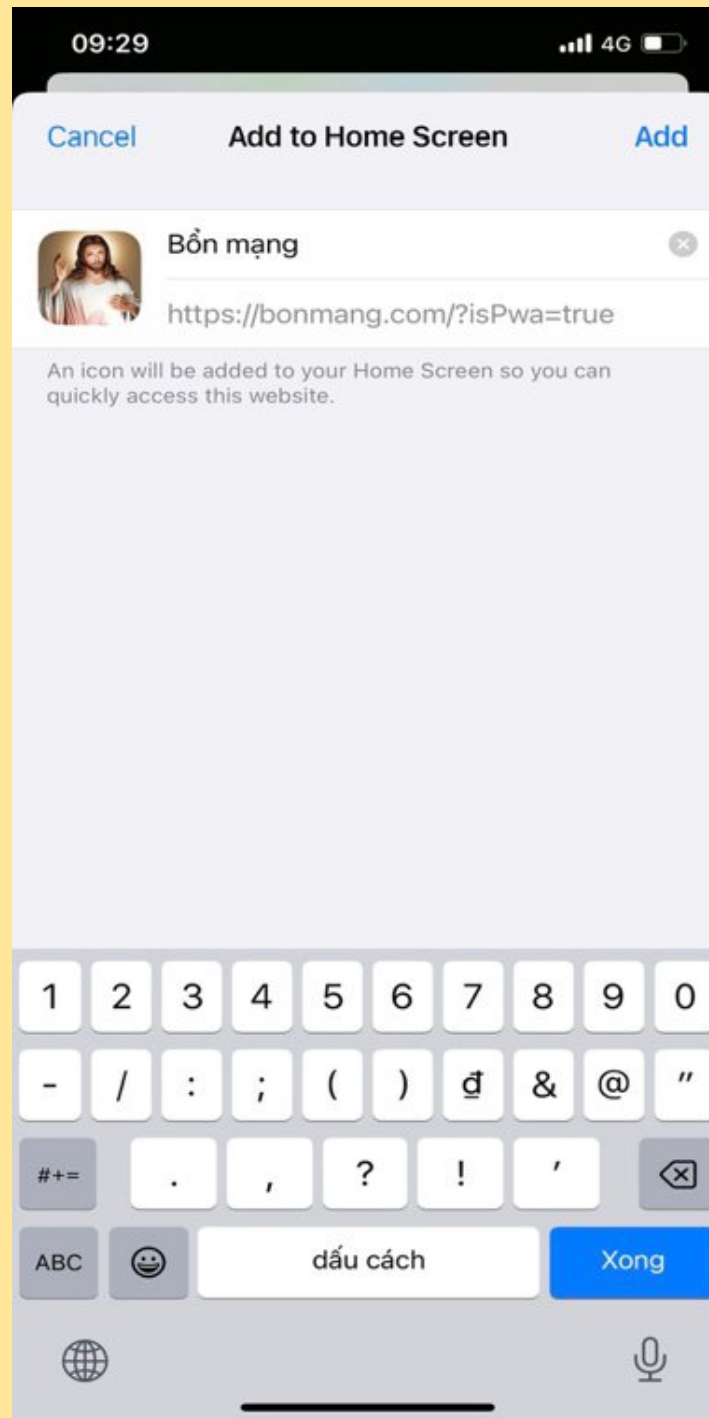 09:29 4G
Cancel Add to Home Screen Add
Bổn mạng
https://bonmang.com/?isPwa=true
An icon will be added to your Home Screen so you can
quickly access this website.
1 2 3 4 5 6 7 8 9 0
- / : ; ( ) đ & @ "
#+= . , ? ! '
ABC dấu cách Xong